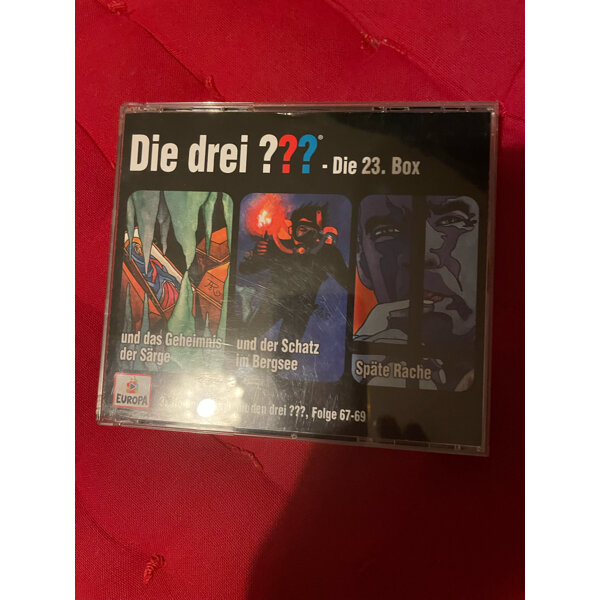 Die drei ???® - Die 23. Box
und das Geheimnis
der Särge
und der Schatz
im Bergsee
Späte Rache
EUROPA
den drei ???, Folge 67-69